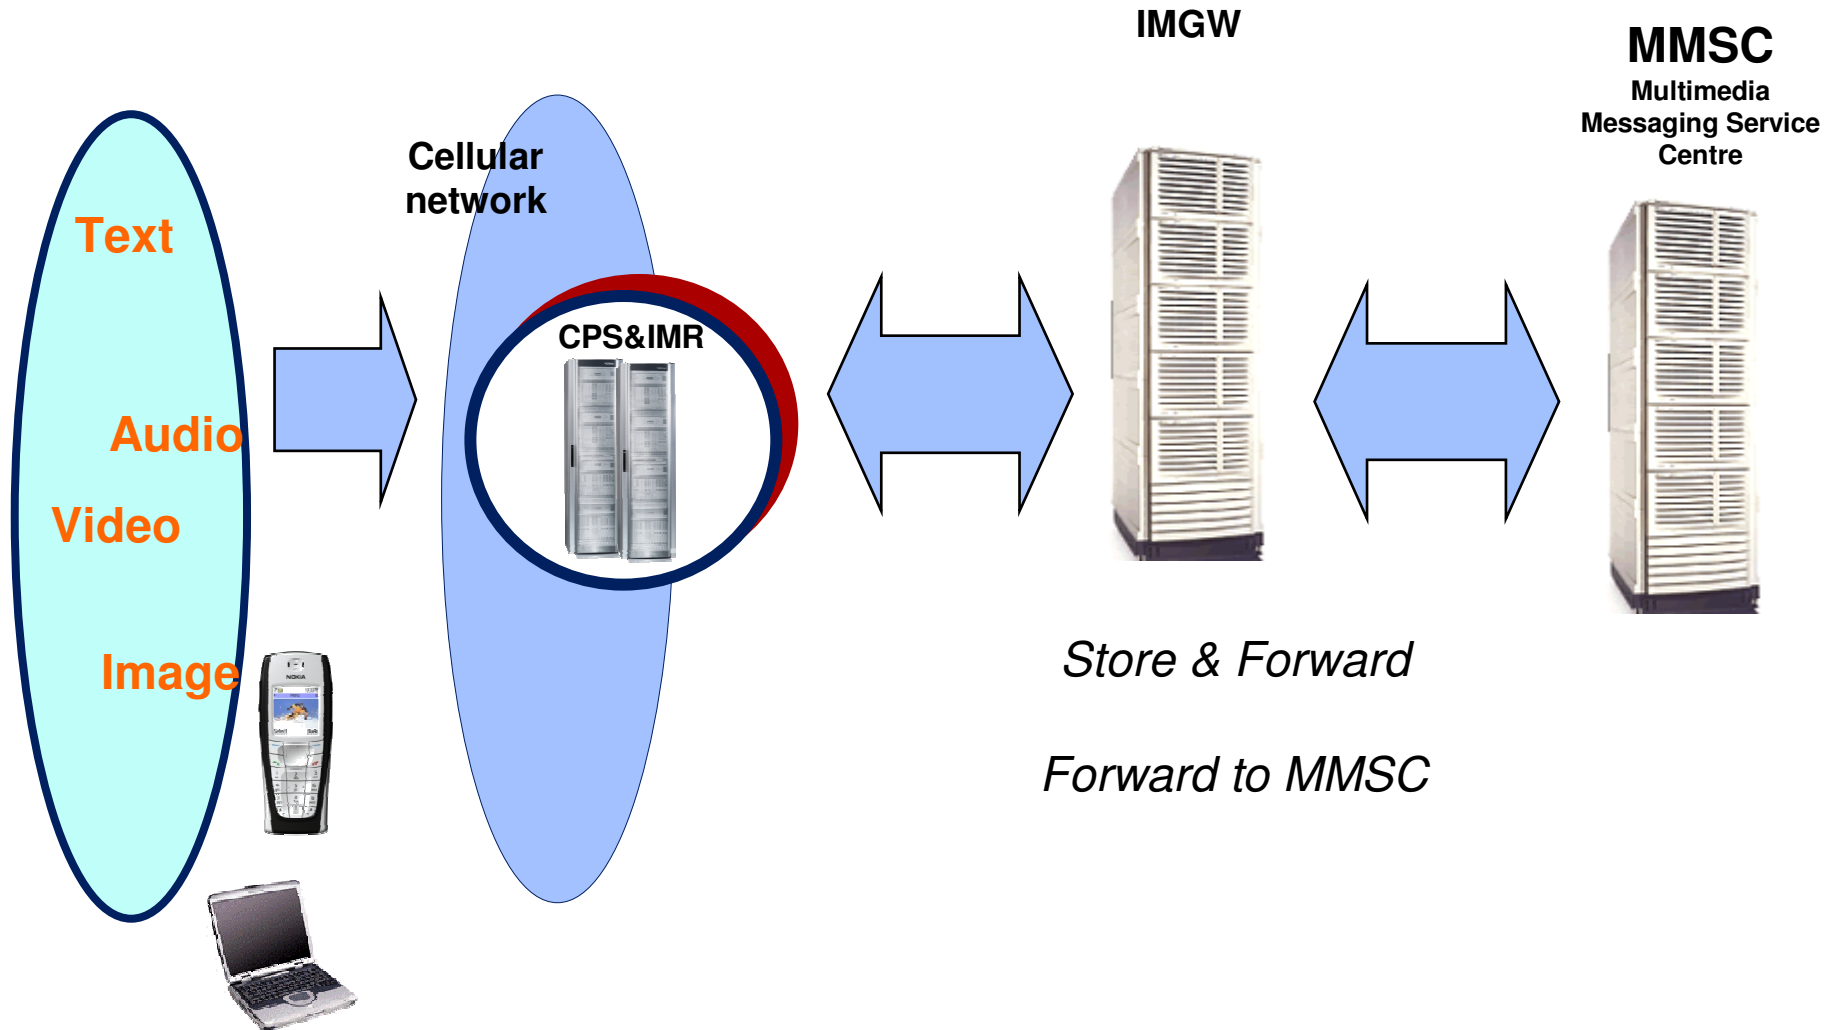 IMGW
MMSC
Multimedia
Messaging Service
Centre
Cellular
network
Text
CPS&IMR
Audio
Video
Image
NOKIA
Store & Forward
Forward to MMSC